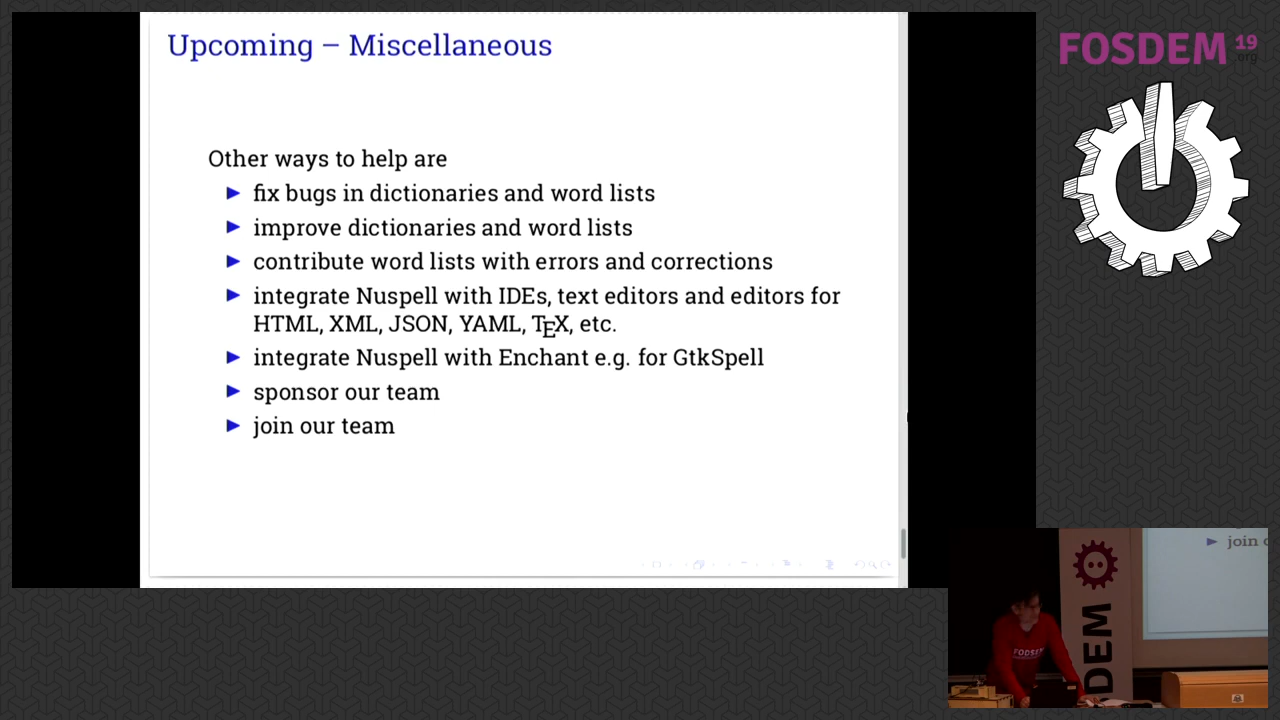 Upcoming – Miscellaneous
Other ways to help are
fix bugs in dictionaries and word lists
improve dictionaries and word lists
contribute word lists with errors and corrections
integrate Nuspell with IDEs, text editors and editors for
HTML, XML, JSON, YAML, TEX, etc.
integrate Nuspell with Enchant e.g. for GtkSpell
sponsor our team
join our team
FOSDEM 19
.org
join
FOSDEM
DEM